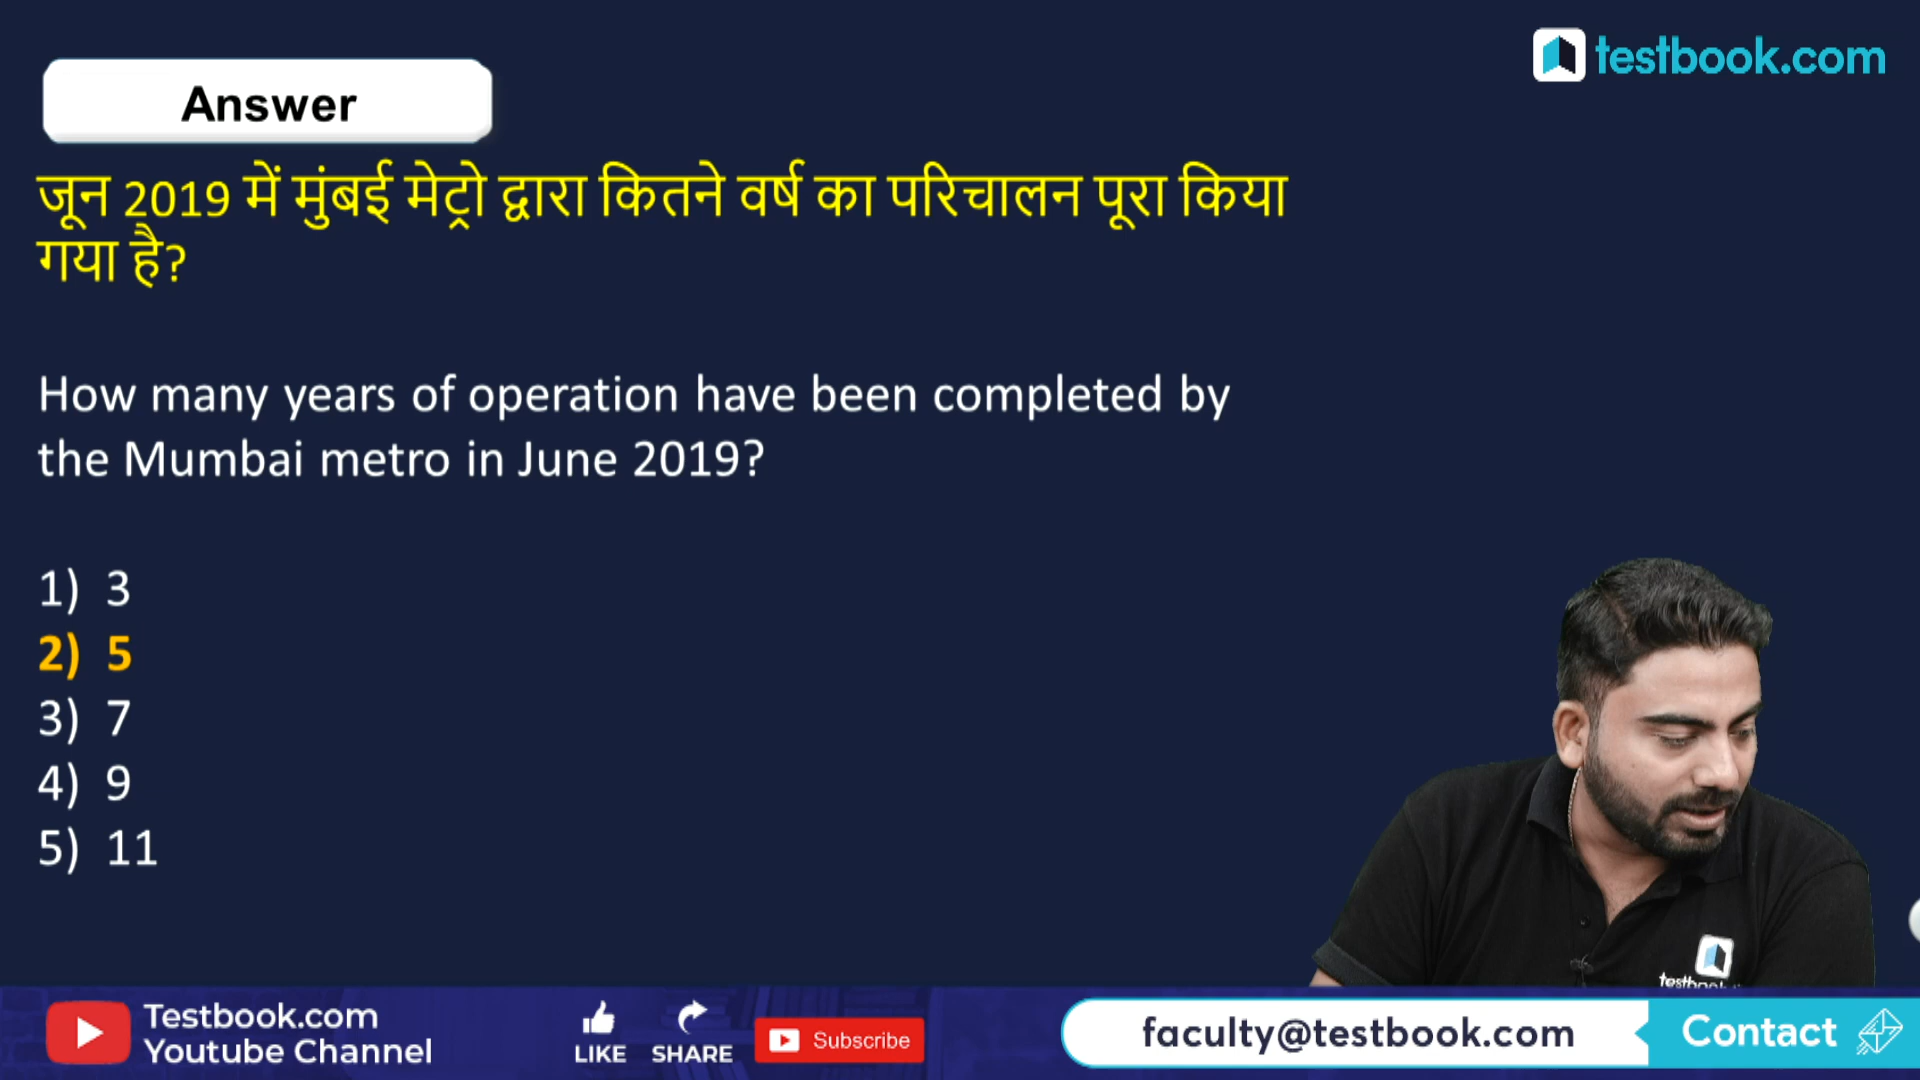 testbook.com
Answer
जून 2019 में मुंबई मेट्रो द्वारा कितने वर्ष का परिचालन पूरा किया
गया है?
How many years of operation have been completed by
the Mumbai metro in June 2019?
1) 3
2) 5
3) 7
4) 9
5) 11
Testbook.com
Youtube Channel
LIKE
SHARE
Subscribe
faculty@testbook.com
Contact